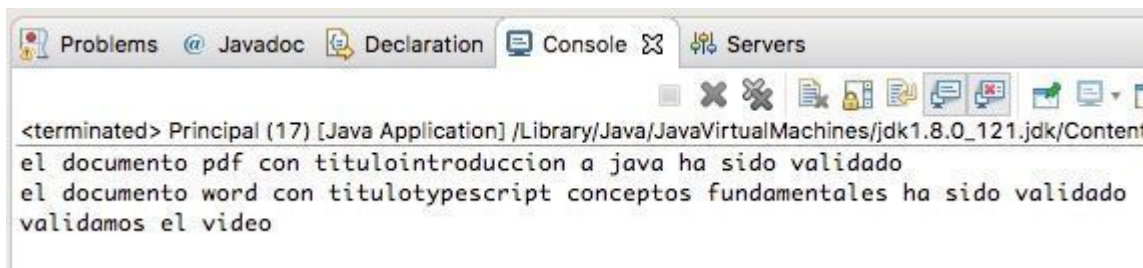 Problems @ Javadoc Declaration Console Servers
<terminated> Principal (17) [Java Application] /Library/Java/JavaVirtualMachines/jdk1.8.0_121.jdk/Content
el documento pdf con titulointroduccion a java ha sido validado
el documento word con titulotypescript conceptos fundamentales ha sido validado
validamos el video